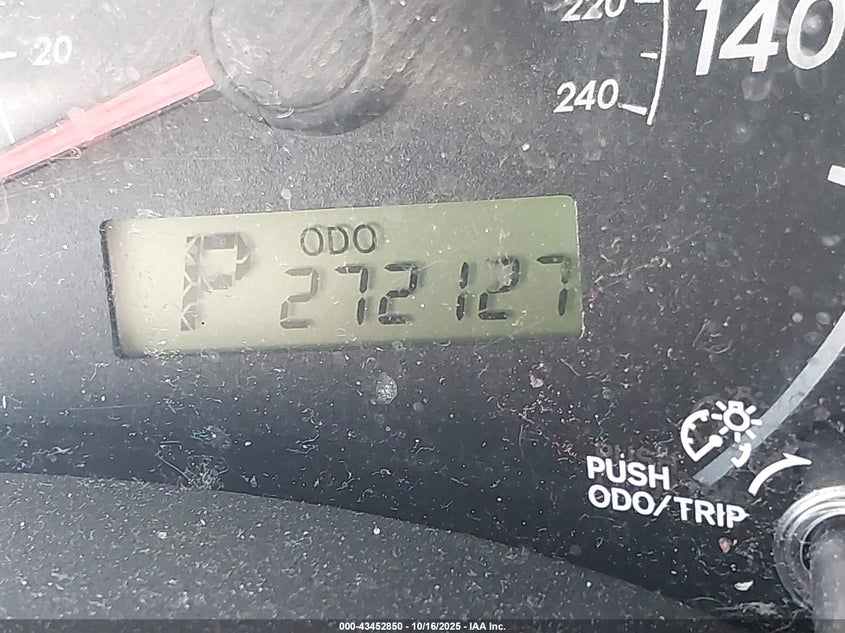 20
220
240
140
ODO
P 272127
PUSH
ODO/TRIP
000-43452850 - 10/16/2025 - IAA Inc.